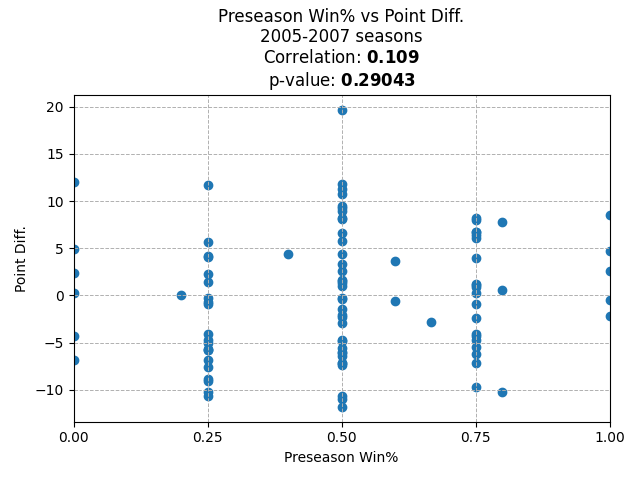 Preseason Win% vs Point Diff.
2005-2007 seasons
Correlation: 0.109
p-value: 0.29043
20
15
10
5
0
−5
−10
Point Diff.
0.00 0.25 0.50 0.75 1.00
Preseason Win%